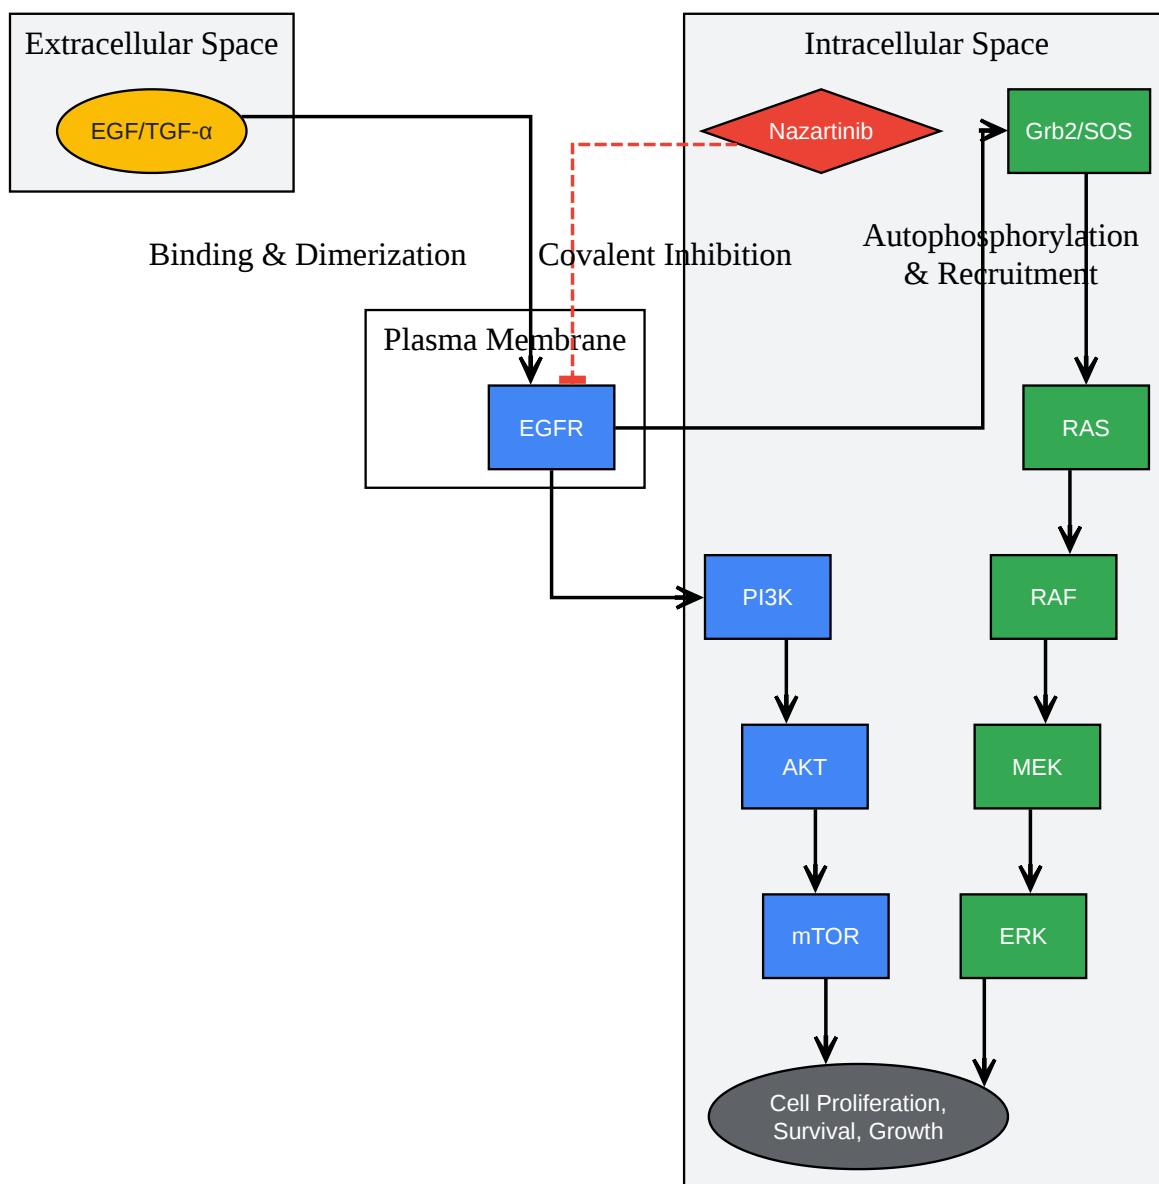 Extracellular Space
Intracellular Space
EGF/TGF-α
Nazartinib
Grb2/SOS
Binding & Dimerization
Covalent Inhibition
Autophosphorylation
& Recruitment
Plasma Membrane
EGFR
RAS
PI3K
RAF
AKT
MEK
mTOR
ERK
Cell Proliferation,
Survival, Growth